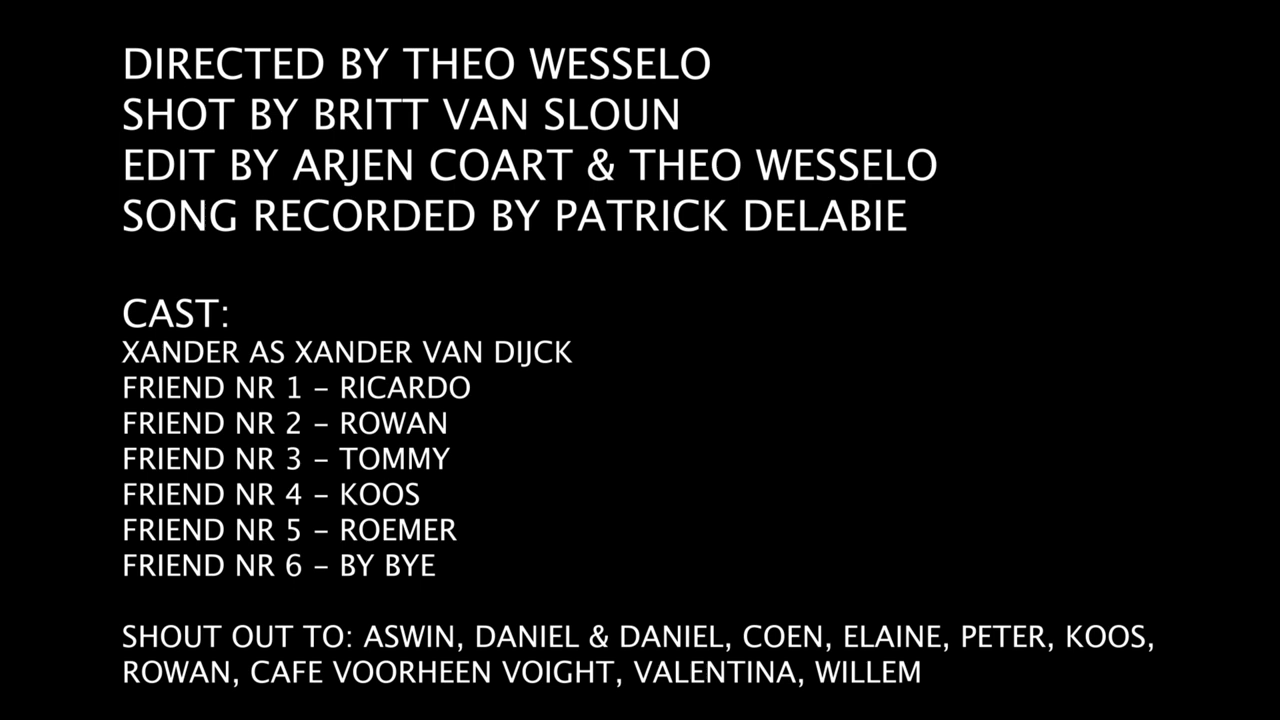 DIRECTED BY THEO WESSELO
SHOT BY BRITT VAN SLOUN
EDIT BY ARJEN COART & THEO WESSELO
SONG RECORDED BY PATRICK DELABIE
CAST:
XANDER AS XANDER VAN DIJCK
FRIEND NR 1 – RICARDO
FRIEND NR 2 – ROWAN
FRIEND NR 3 – TOMMY
FRIEND NR 4 – KOOS
FRIEND NR 5 – ROEMER
FRIEND NR 6 – BY BYE
SHOUT OUT TO: ASWIN, DANIEL & DANIEL, COEN, ELAINE, PETER, KOOS,
ROWAN, CAFE VOORHEEN VOIGHT, VALENTINA, WILLEM